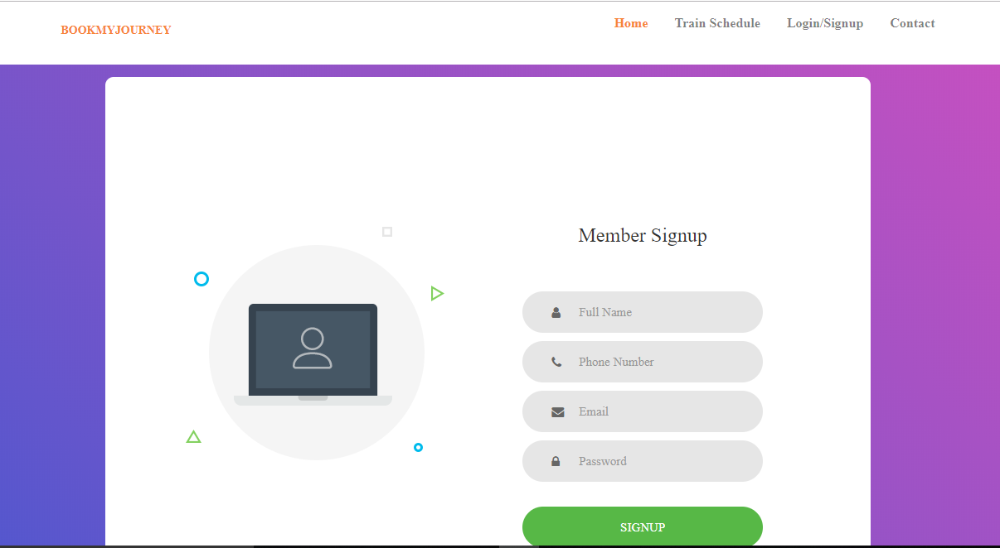 BOOKMYJOURNEY
Home Train Schedule Login/Signup Contact
Member Signup
Full Name
Phone Number
Email
Password
SIGNUP